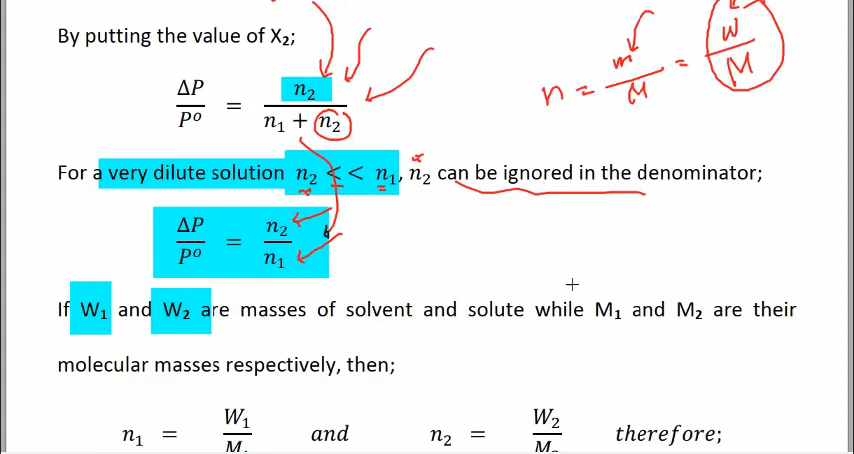 By putting the value of X₂;
n = m/M = W/M
ΔP/P° = n₂/(n₁ + n₂)
For a very dilute solution n₂ < < n₁, n₂ can be ignored in the denominator;
ΔP/P° = n₂/n₁
If W₁ and W₂ are masses of solvent and solute while M₁ and M₂ are their
molecular masses respectively, then;
n₁ = W₁/M₁ and n₂ = W₂/M₂ therefore;